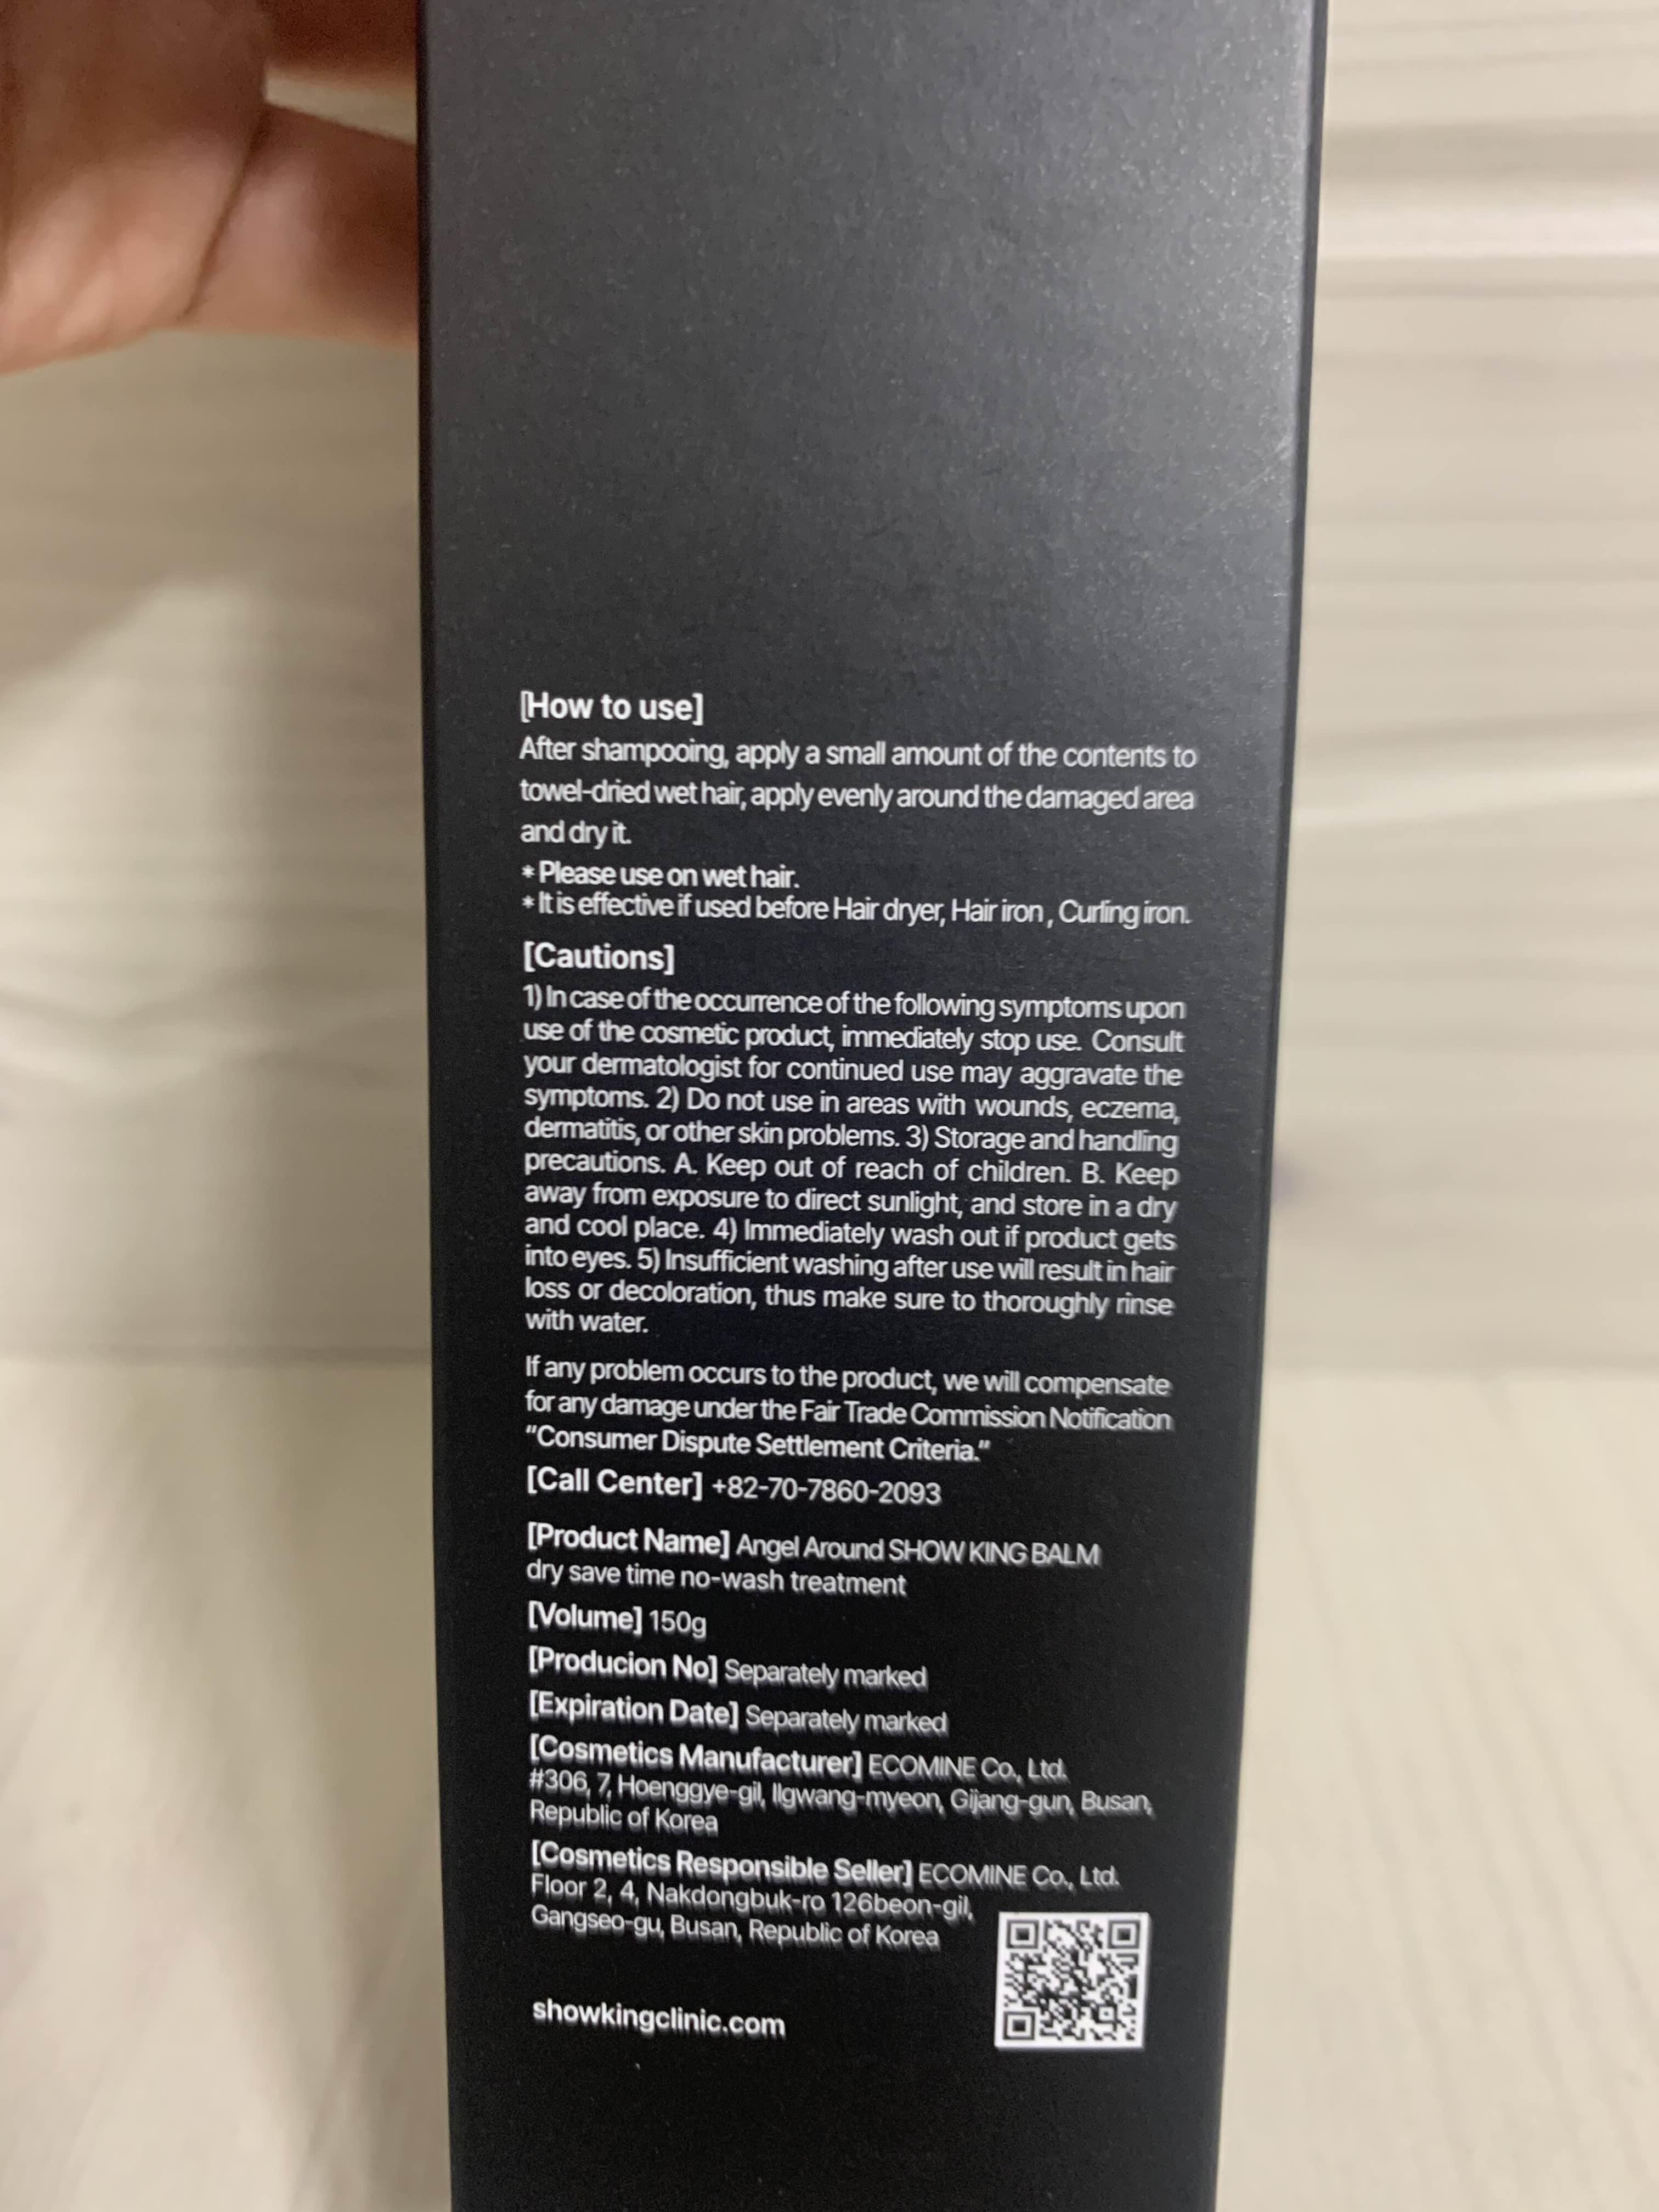 [How to use]
After shampooing, apply a small amount of the contents to
towel-dried wet hair, apply evenly around the damaged area
and dry it.
* Please use on wet hair.
* It is effective if used before Hair dryer, Hair iron , Curling iron.
[Cautions]
1) In case of the occurrence of the following symptoms upon
use of the cosmetic product, immediately stop use. Consult
your dermatologist for continued use may aggravate the
symptoms. 2) Do not use in areas with wounds, eczema,
dermatitis, or other skin problems. 3) Storage and handling
precautions. A. Keep out of reach of children. B. Keep
away from exposure to direct sunlight, and store in a dry
and cool place. 4) Immediately wash out if product gets
into eyes. 5) Insufficient washing after use will result in hair
loss or decoloration, thus make sure to thoroughly rinse
with water.
If any problem occurs to the product, we will compensate
for any damage under the Fair Trade Commission Notification
"Consumer Dispute Settlement Criteria."
[Call Center] +82-70-7860-2093
[Product Name] Angel Around SHOW KING BALM
dry save time no-wash treatment
[Volume] 150g
[Producion No] Separately marked
[Expiration Date] Separately marked
[Cosmetics Manufacturer] ECOMINE Co., Ltd.
#306, 7, Hoenggye-gil, Ilgwang-myeon, Gijang-gun, Busan,
Republic of Korea
[Cosmetics Responsible Seller] ECOMINE Co., Ltd.
Floor 2, 4, Nakdongbuk-ro 126beon-gil,
Gangseo-gu, Busan, Republic of Korea
showkingclinic.com